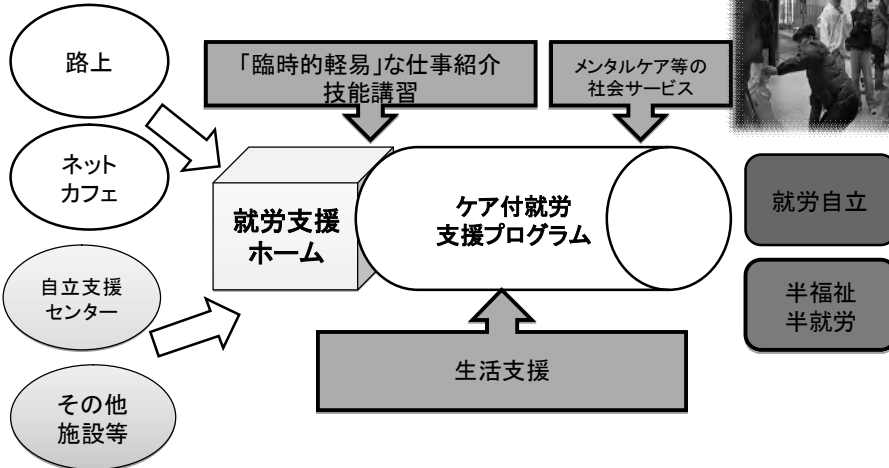 路上
ネット
カフェ
自立支援
センター
その他
施設等
「臨時的軽易」な仕事紹介
技能講習
メンタルケア等の
社会サービス
就労支援
ホーム
ケア付就労
支援プログラム
生活支援
就労自立
半福祉
半就労